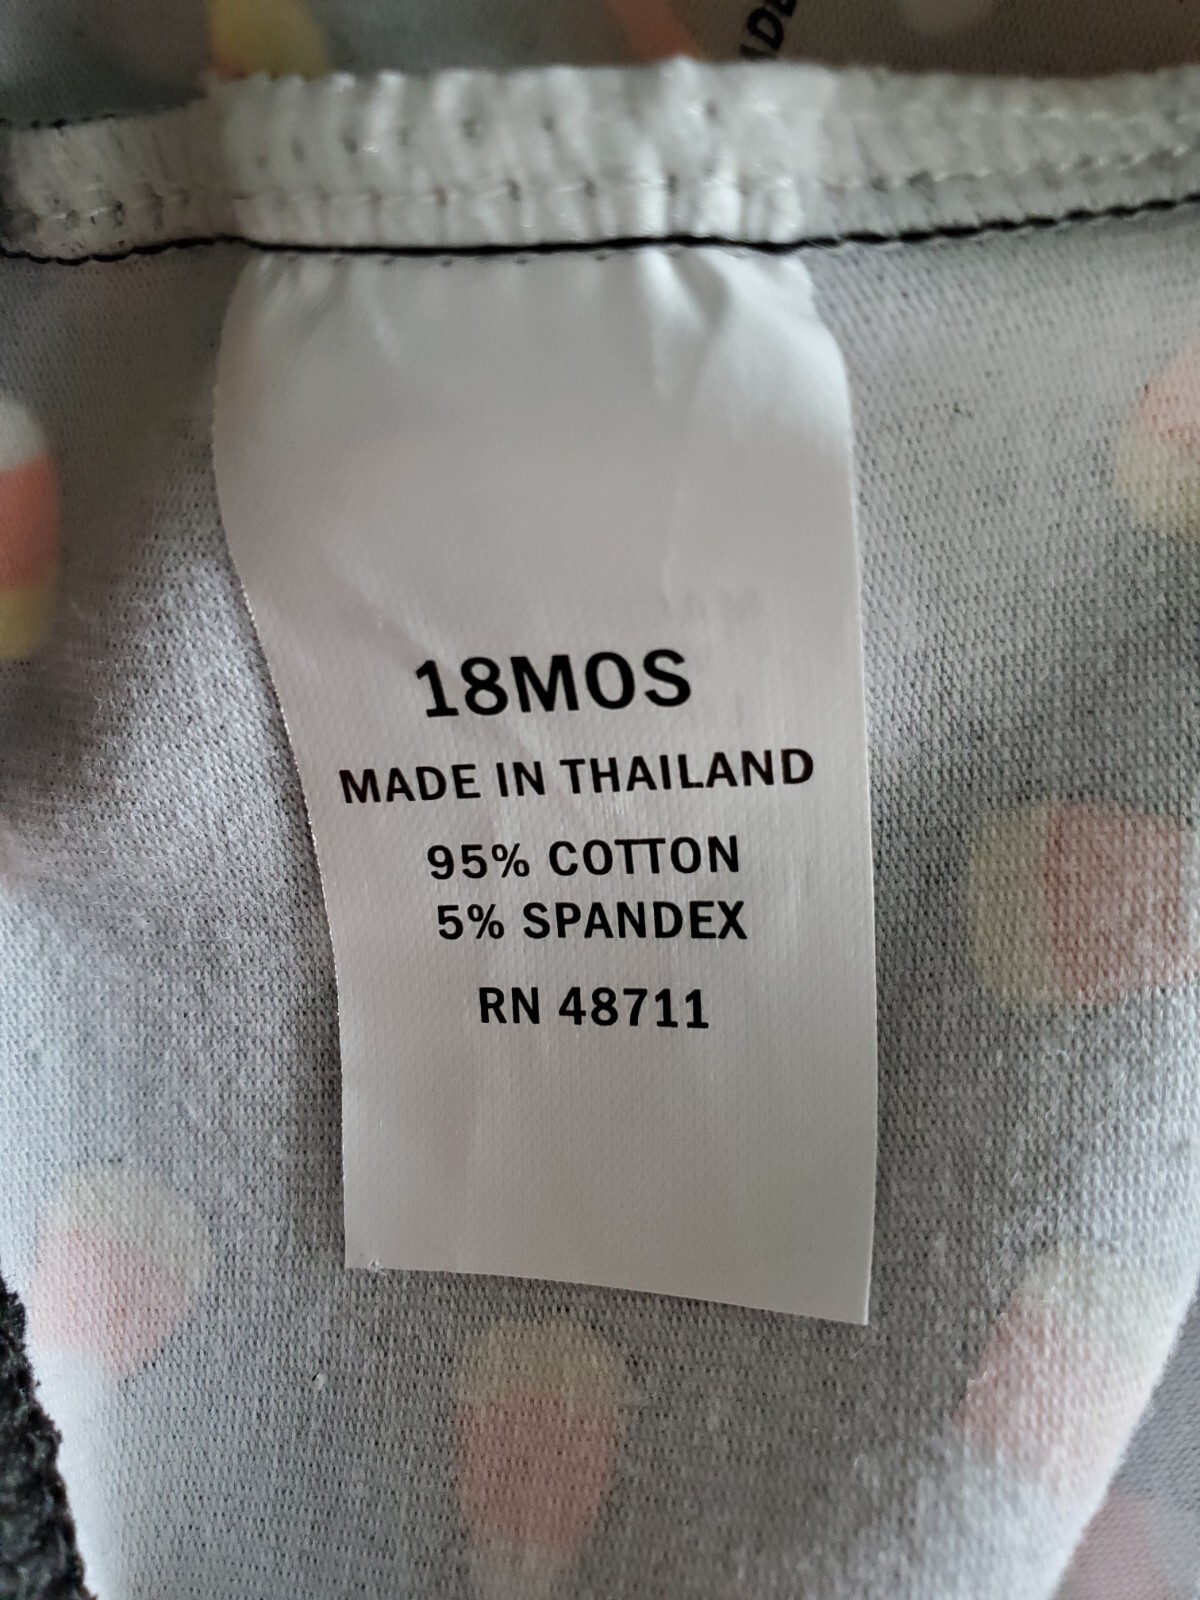 18MOS
MADE IN THAILAND
95% COTTON
5% SPANDEX
RN 48711